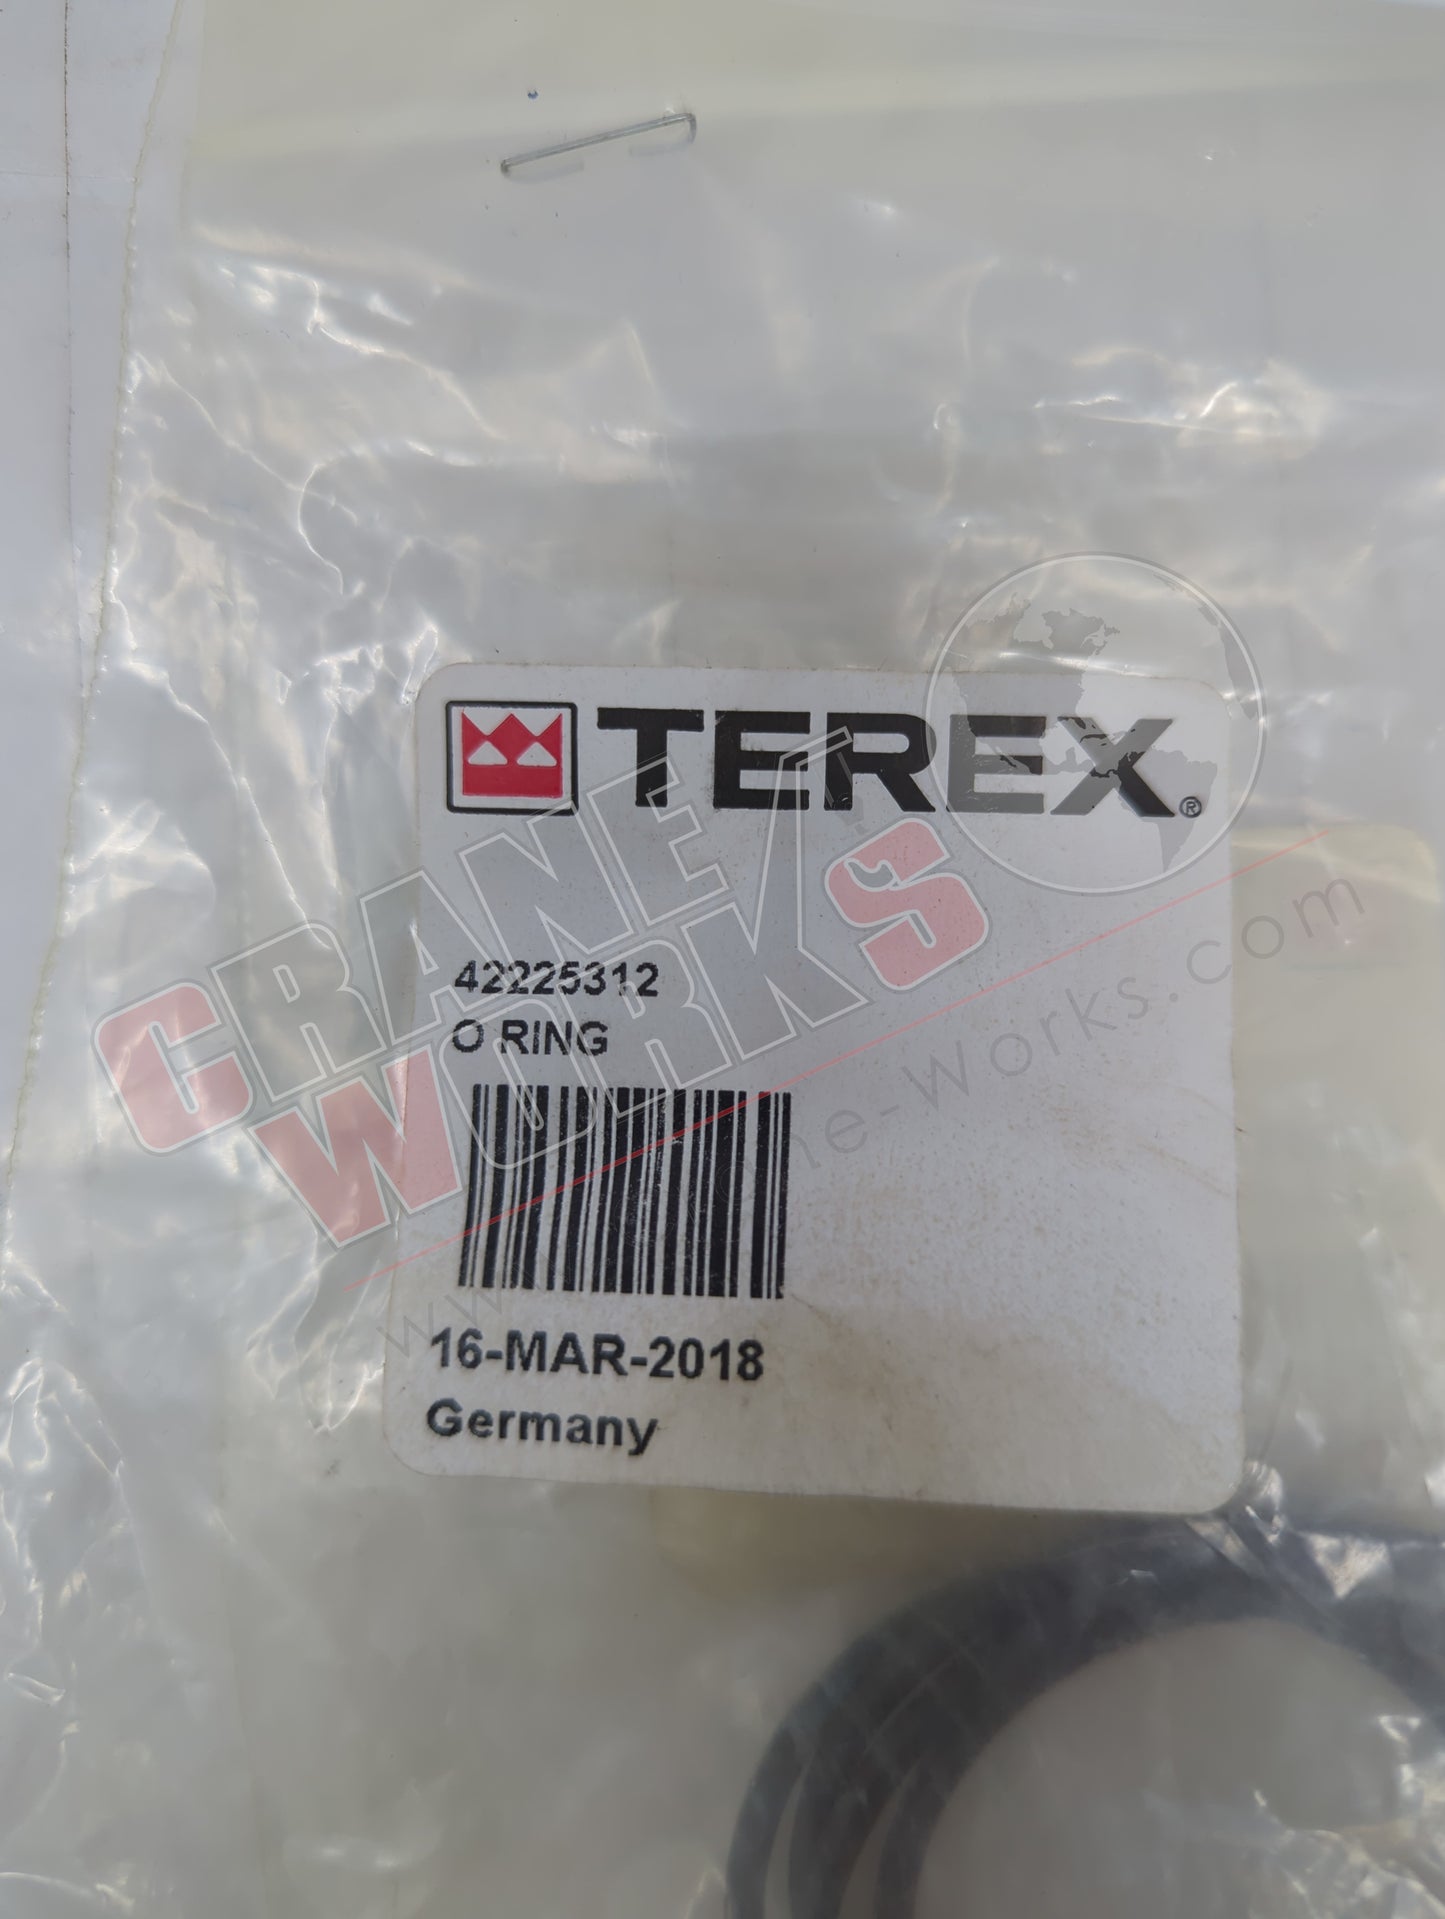 TEREX®
CRANE
WORKS
42225312
O RING
www.crane-works.com
16-MAR-2018
Germany